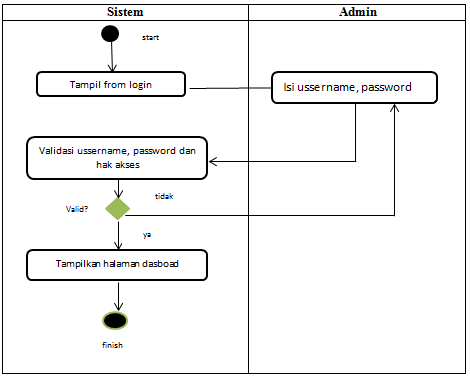 Sistem
Admin
start
Tampil from login
Isi ussername, password
Validasi ussername, password dan
hak akses
tidak
Valid?
ya
Tampilkan halaman dasboad
finish